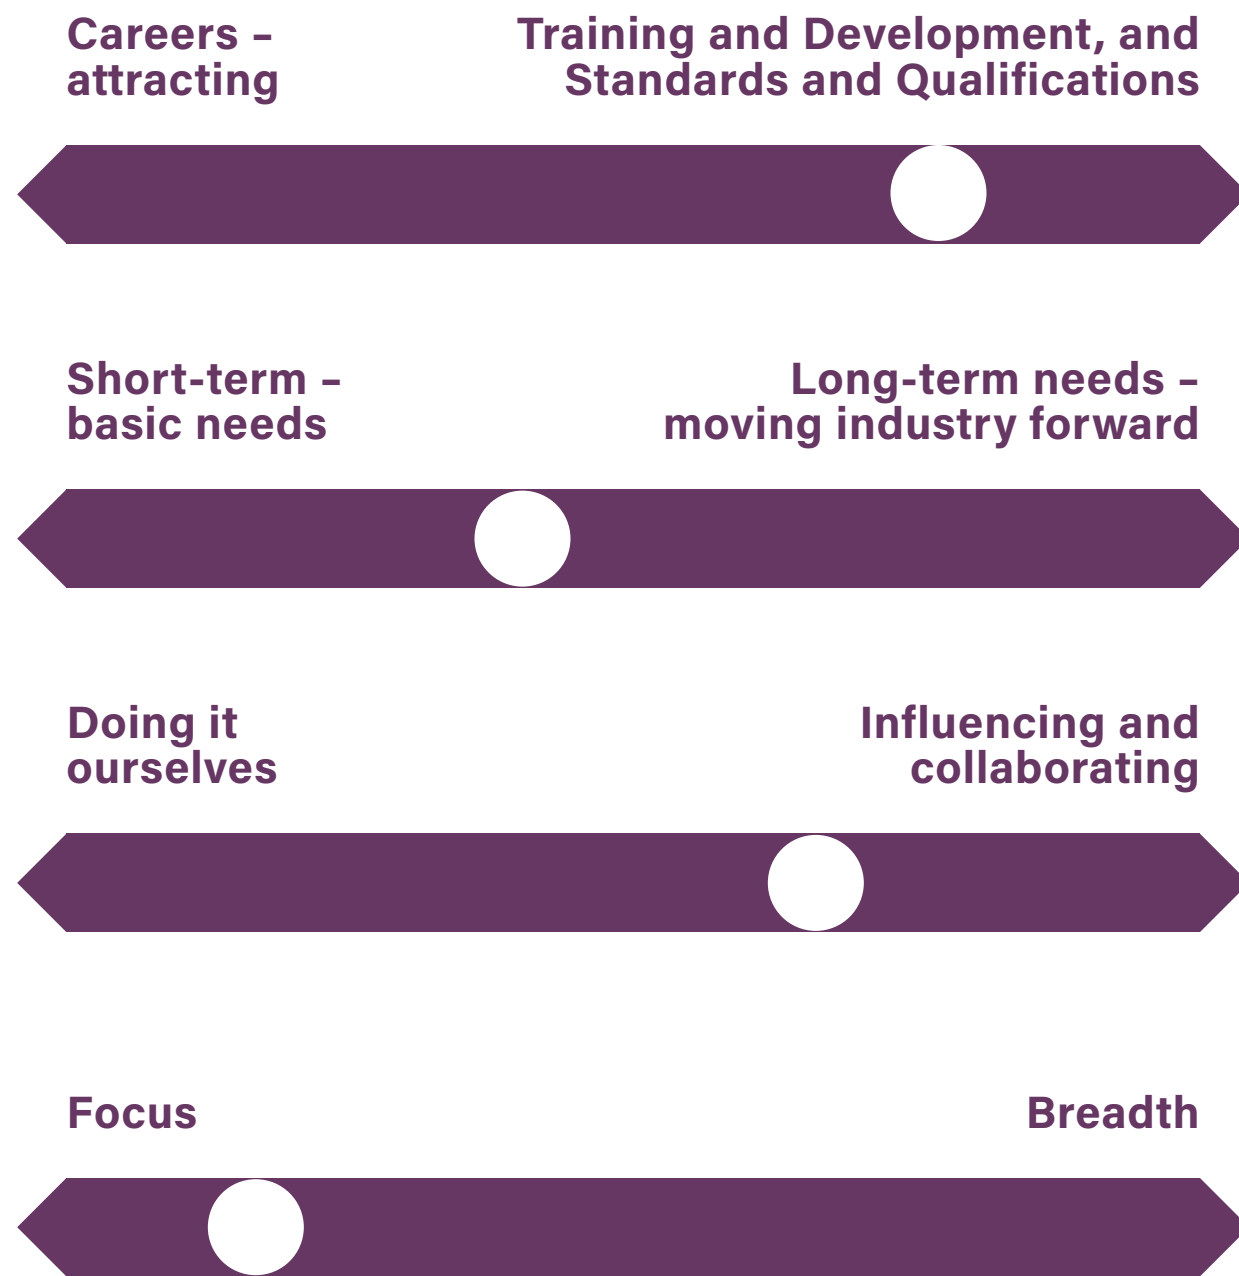 Careers –
attracting
Training and Development, and
Standards and Qualifications
Short-term –
basic needs
Long-term needs –
moving industry forward
Doing it
ourselves
Influencing and
collaborating
Focus
Breadth